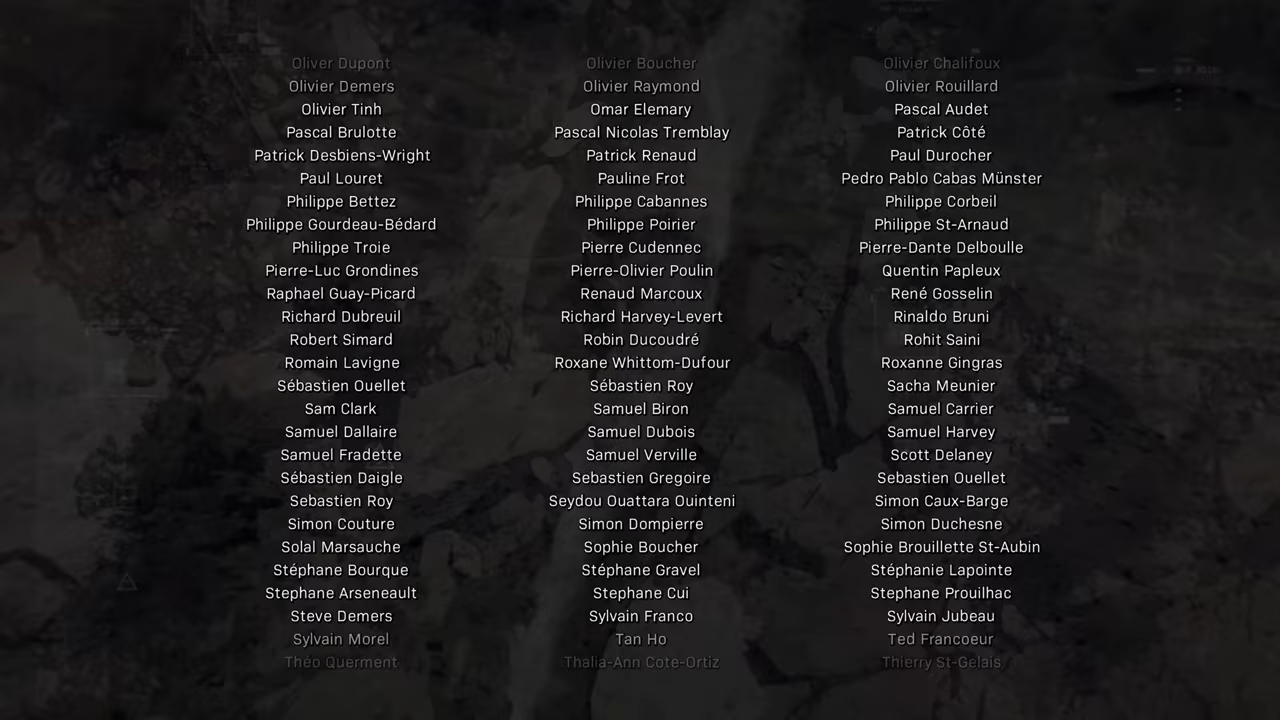 Oliver Dupont Olivier Boucher Olivier Chalifoux
Olivier Demers Olivier Raymond Olivier Rouillard
Olivier Tinh Omar Elemary Pascal Audet
Pascal Brulotte Pascal Nicolas Tremblay Patrick Côté
Patrick Desbiens-Wright Patrick Renaud Paul Durocher
Paul Louret Pauline Frot Pedro Pablo Cabas Münster
Philippe Bettez Philippe Cabannes Philippe Corbeil
Philippe Gourdeau-Bédard Philippe Poirier Philippe St-Arnaud
Philippe Troie Pierre Cudennec Pierre-Dante Delboulle
Pierre-Luc Grondines Pierre-Olivier Poulin Quentin Papleux
Raphael Guay-Picard Renaud Marcoux René Gosselin
Richard Dubreuil Richard Harvey-Levert Rinaldo Bruni
Robert Simard Robin Ducoudré Rohit Saini
Romain Lavigne Roxane Whittom-Dufour Roxanne Gingras
Sébastien Ouellet Sébastien Roy Sacha Meunier
Sam Clark Samuel Biron Samuel Carrier
Samuel Dallaire Samuel Dubois Samuel Harvey
Samuel Fradette Samuel Verville Scott Delaney
Sébastien Daigle Sebastien Gregoire Sebastien Ouellet
Sebastien Roy Seydou Ouattara Ouinteni Simon Caux-Barge
Simon Couture Simon Dompierre Simon Duchesne
Solal Marsauche Sophie Boucher Sophie Brouillette St-Aubin
Stéphane Bourque Stéphane Gravel Stéphanie Lapointe
Stephane Arseneault Stephane Cui Stephane Prouilhac
Steve Demers Sylvain Franco Sylvain Jubeau
Sylvain Morel Tan Ho Ted Francoeur
Théo Querment Thalia-Ann Cote-Ortiz Thierry St-Gelais